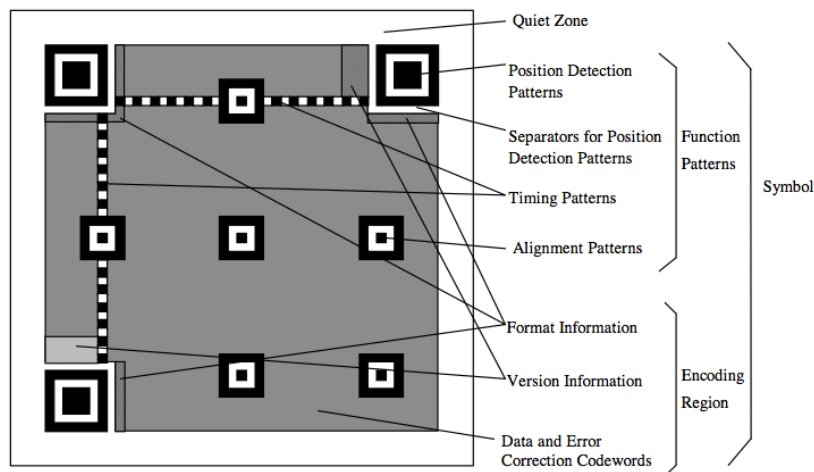 Quiet Zone
Position Detection
Patterns
Separators for Position
Detection Patterns
Function
Patterns
Symbol
Timing Patterns
Alignment Patterns
Format Information
Version Information
Encoding
Region
Data and Error
Correction Codewords